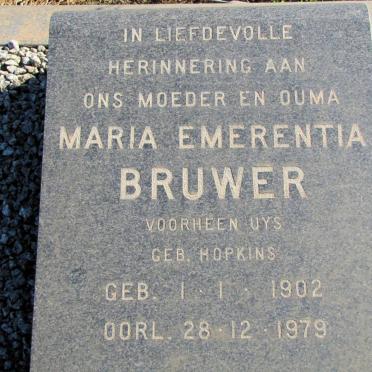 IN LIEFDEVOLLE
HERINNERING AAN
ONS MOEDER EN OUMA
MARIA EMERENTIA
BRUWER
VOORHEEN UYS
GEB. HOPKINS
GEB. 1·1·1902
OORL. 28·12·1979